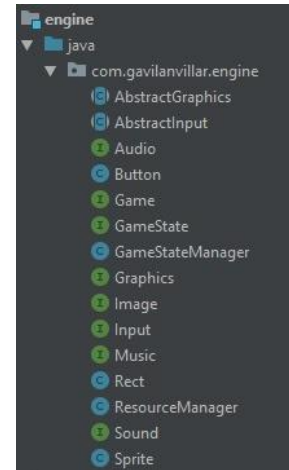 engine
java
com.gavilanvillar.engine
AbstractGraphics
AbstractInput
Audio
Button
Game
GameState
GameStateManager
Graphics
Image
Input
Music
Rect
ResourceManager
Sound
Sprite